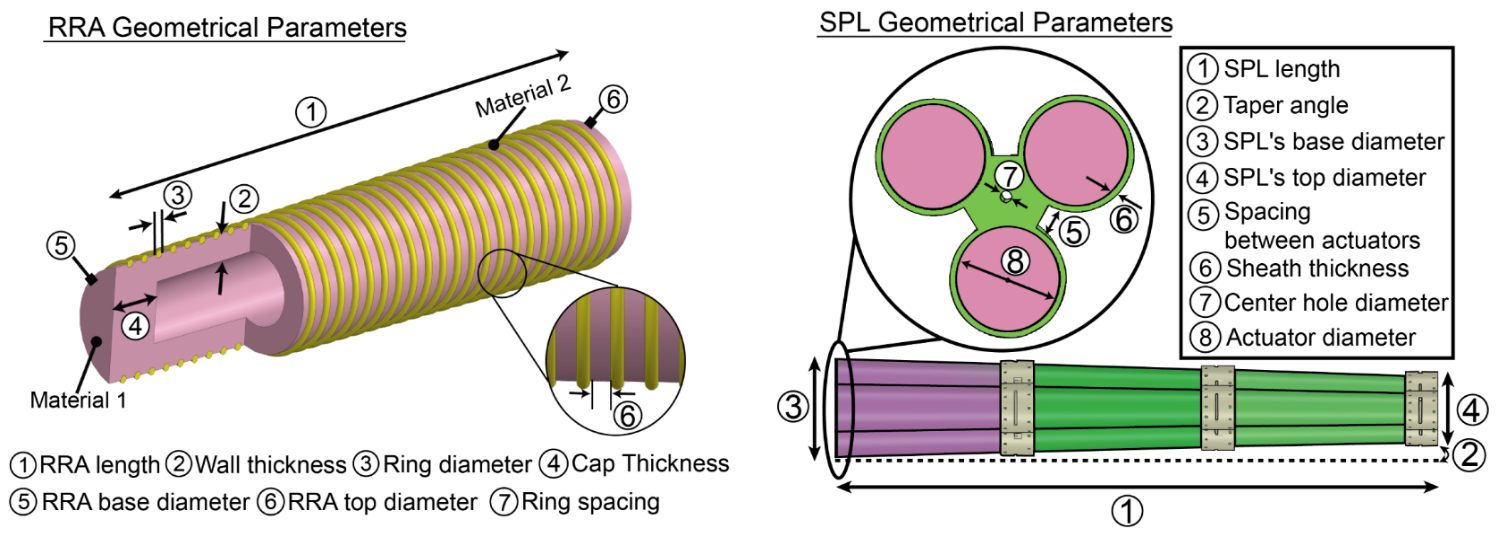 RRA Geometrical Parameters
① Material 2 ⑥
③ ②
⑤
④
Material 1
⑥
①RRA length ②Wall thickness ③Ring diameter ④Cap Thickness
⑤RRA base diameter ⑥RRA top diameter ⑦Ring spacing
SPL Geometrical Parameters
⑦
⑥
⑤
⑧
①SPL length
②Taper angle
③SPL's base diameter
④SPL's top diameter
⑤Spacing
between actuators
⑥Sheath thickness
⑦Center hole diameter
⑧Actuator diameter
③
④
②
①